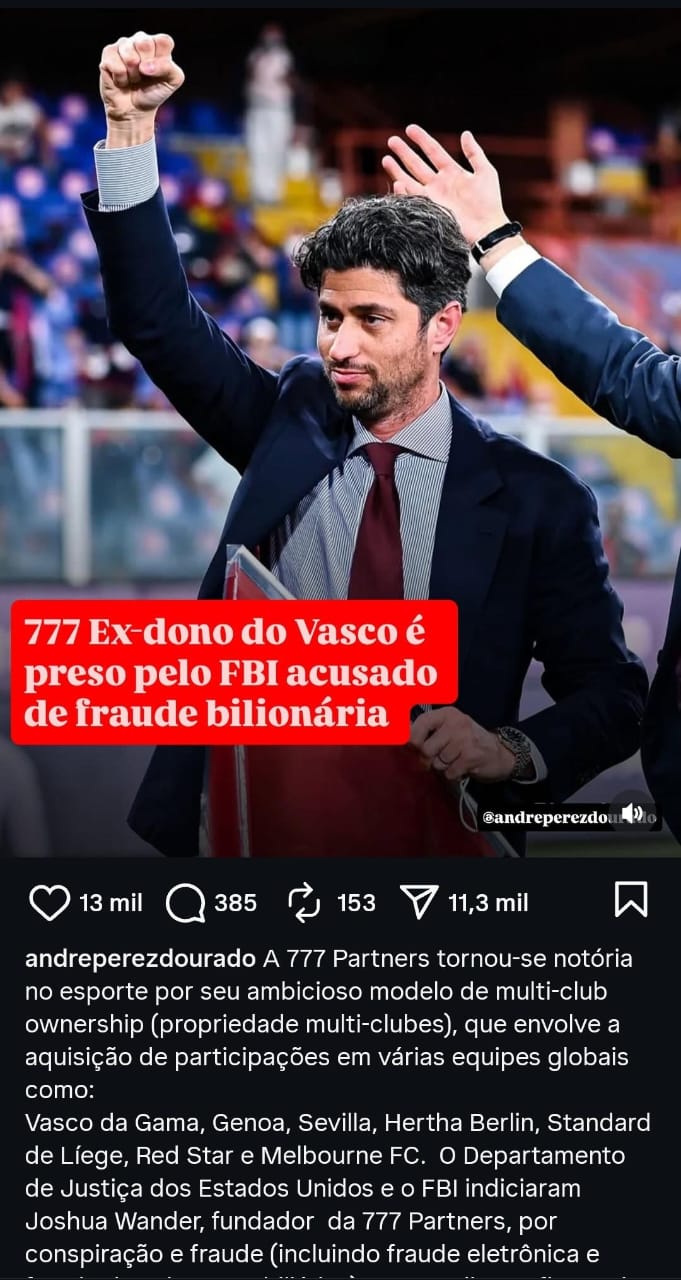 777 Ex-dono do Vasco é
preso pelo FBI acusado
de fraude bilionária
@andreperezdou
13 mil 385 153 11,3 mil
andreperezdourado A 777 Partners tornou-se notória
no esporte por seu ambicioso modelo de multi-club
ownership (propriedade multi-clubes), que envolve a
aquisição de participações em várias equipes globais
como:
Vasco da Gama, Genoa, Sevilla, Hertha Berlin, Standard
de Líege, Red Star e Melbourne FC. O Departamento
de Justiça dos Estados Unidos e o FBI indiciaram
Joshua Wander, fundador da 777 Partners, por
conspiração e fraude (incluindo fraude eletrônica e